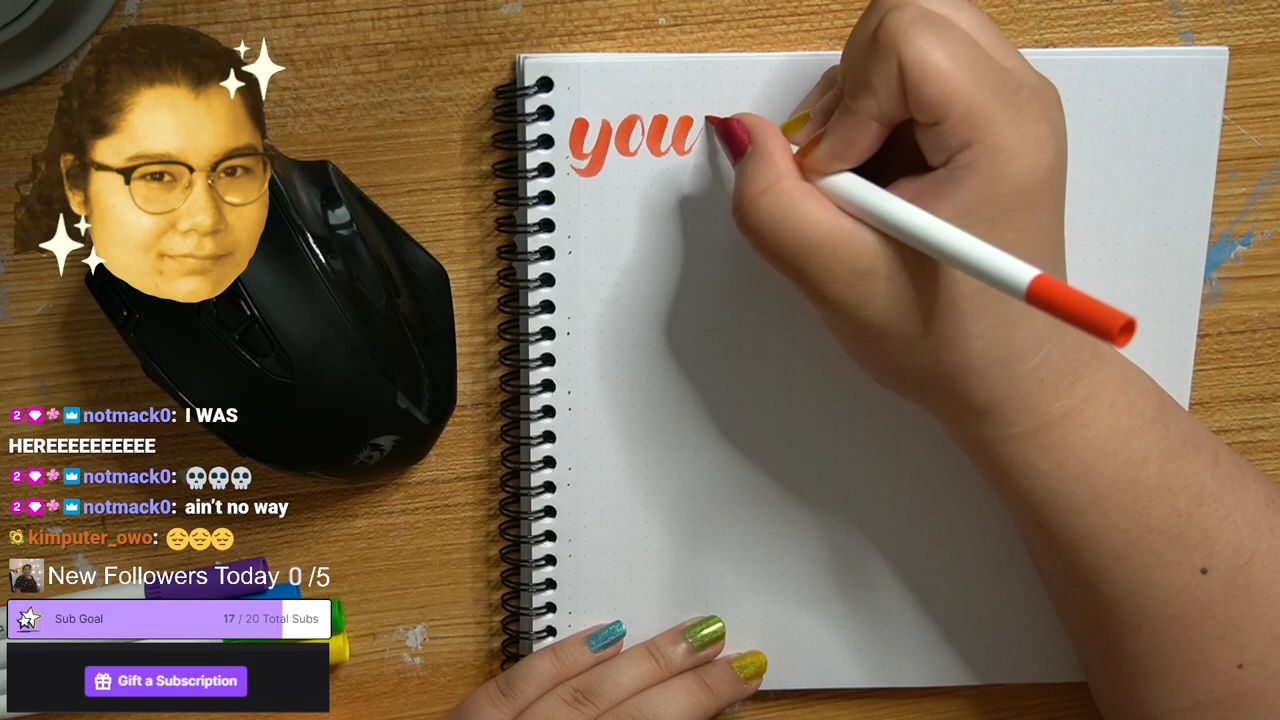 you
notmack0: I WAS
HEREEEEEEEEEE
notmack0: 💀💀💀
notmack0: ain't no way
kimputer_owo: 😔😔😔
New Followers Today 0 /5
Sub Goal 17 / 20 Total Subs
Gift a Subscription